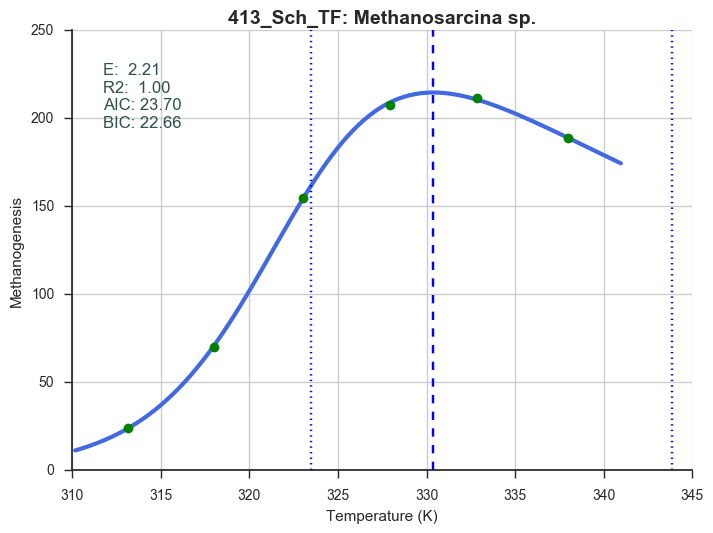 413_Sch_TF: Methanosarcina sp.
250
200
150
100
50
0
Methanogenesis
E:  2.21
R2:  1.00
AIC: 23.70
BIC: 22.66
310 315 320 325 330 335 340 345
Temperature (K)